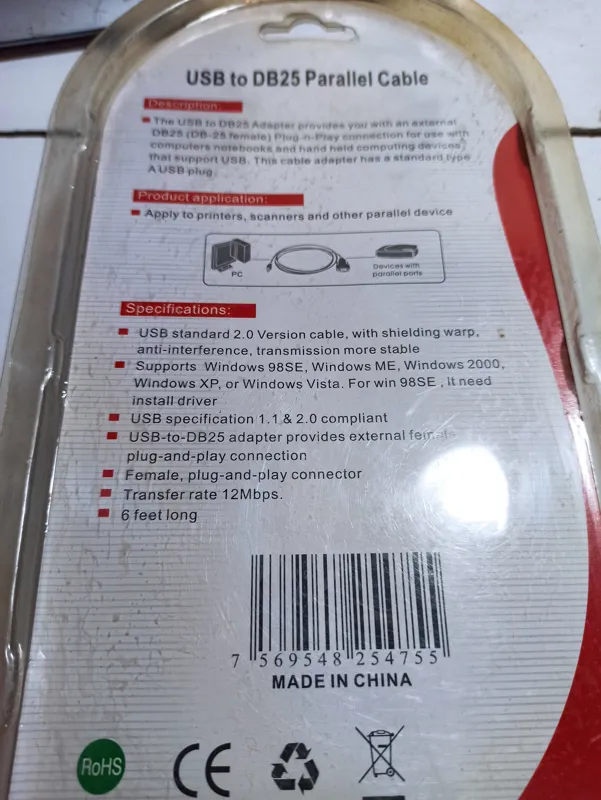 USB to DB25 Parallel Cable
Description:
The USB to DB25 Adapter provides you with an external
DB25 (DB-25 female) Plug-n-Play connection for use with
computers notebooks and hand held computing devices
that support USB. This cable adapter has a standard type
A USB plug
Product application:
Apply to printers, scanners and other parallel device
PC
Devices with
parallel ports
Specifications:
USB standard 2.0 Version cable, with shielding warp,
anti-interference, transmission more stable
Supports Windows 98SE, Windows ME, Windows 2000,
Windows XP, or Windows Vista. For win 98SE , It need
install driver
USB specification 1.1 & 2.0 compliant
USB-to-DB25 adapter provides external female
plug-and-play connection
Female, plug-and-play connector
Transfer rate 12Mbps.
6 feet long
7 569548 254755
MADE IN CHINA
RoHS
CE